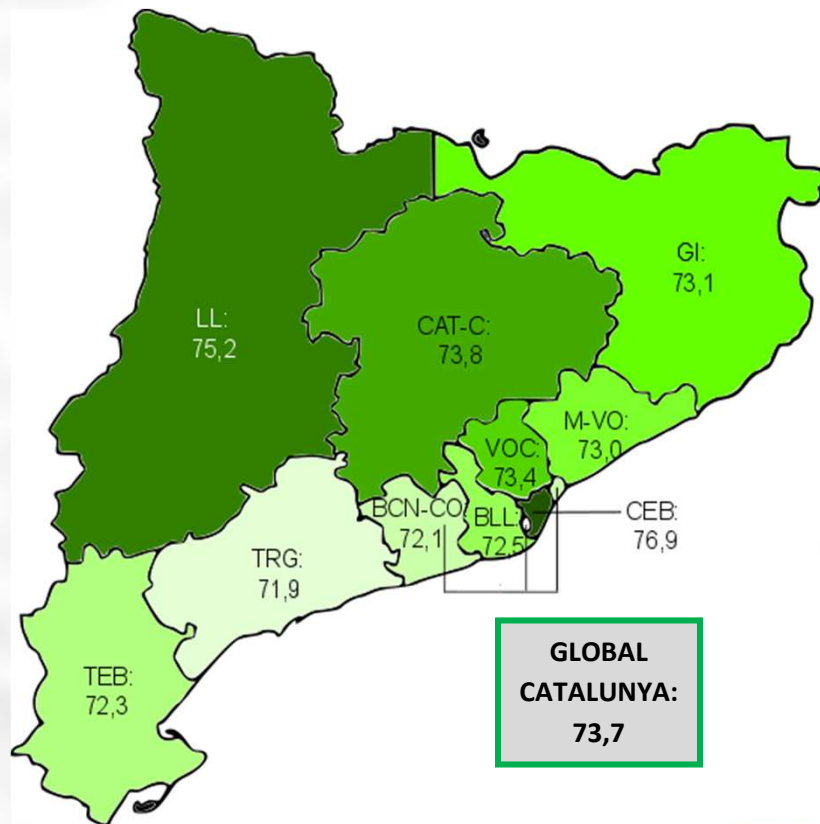 GI:
73,1
LL:
75,2
CAT-C:
73,8
M-VO:
73,0
VOC:
73,4
BCN-CO:
72,1
BLL:
72,5
CEB:
76,9
TRG:
71,9
TEB:
72,3
GLOBAL
CATALUNYA:
73,7